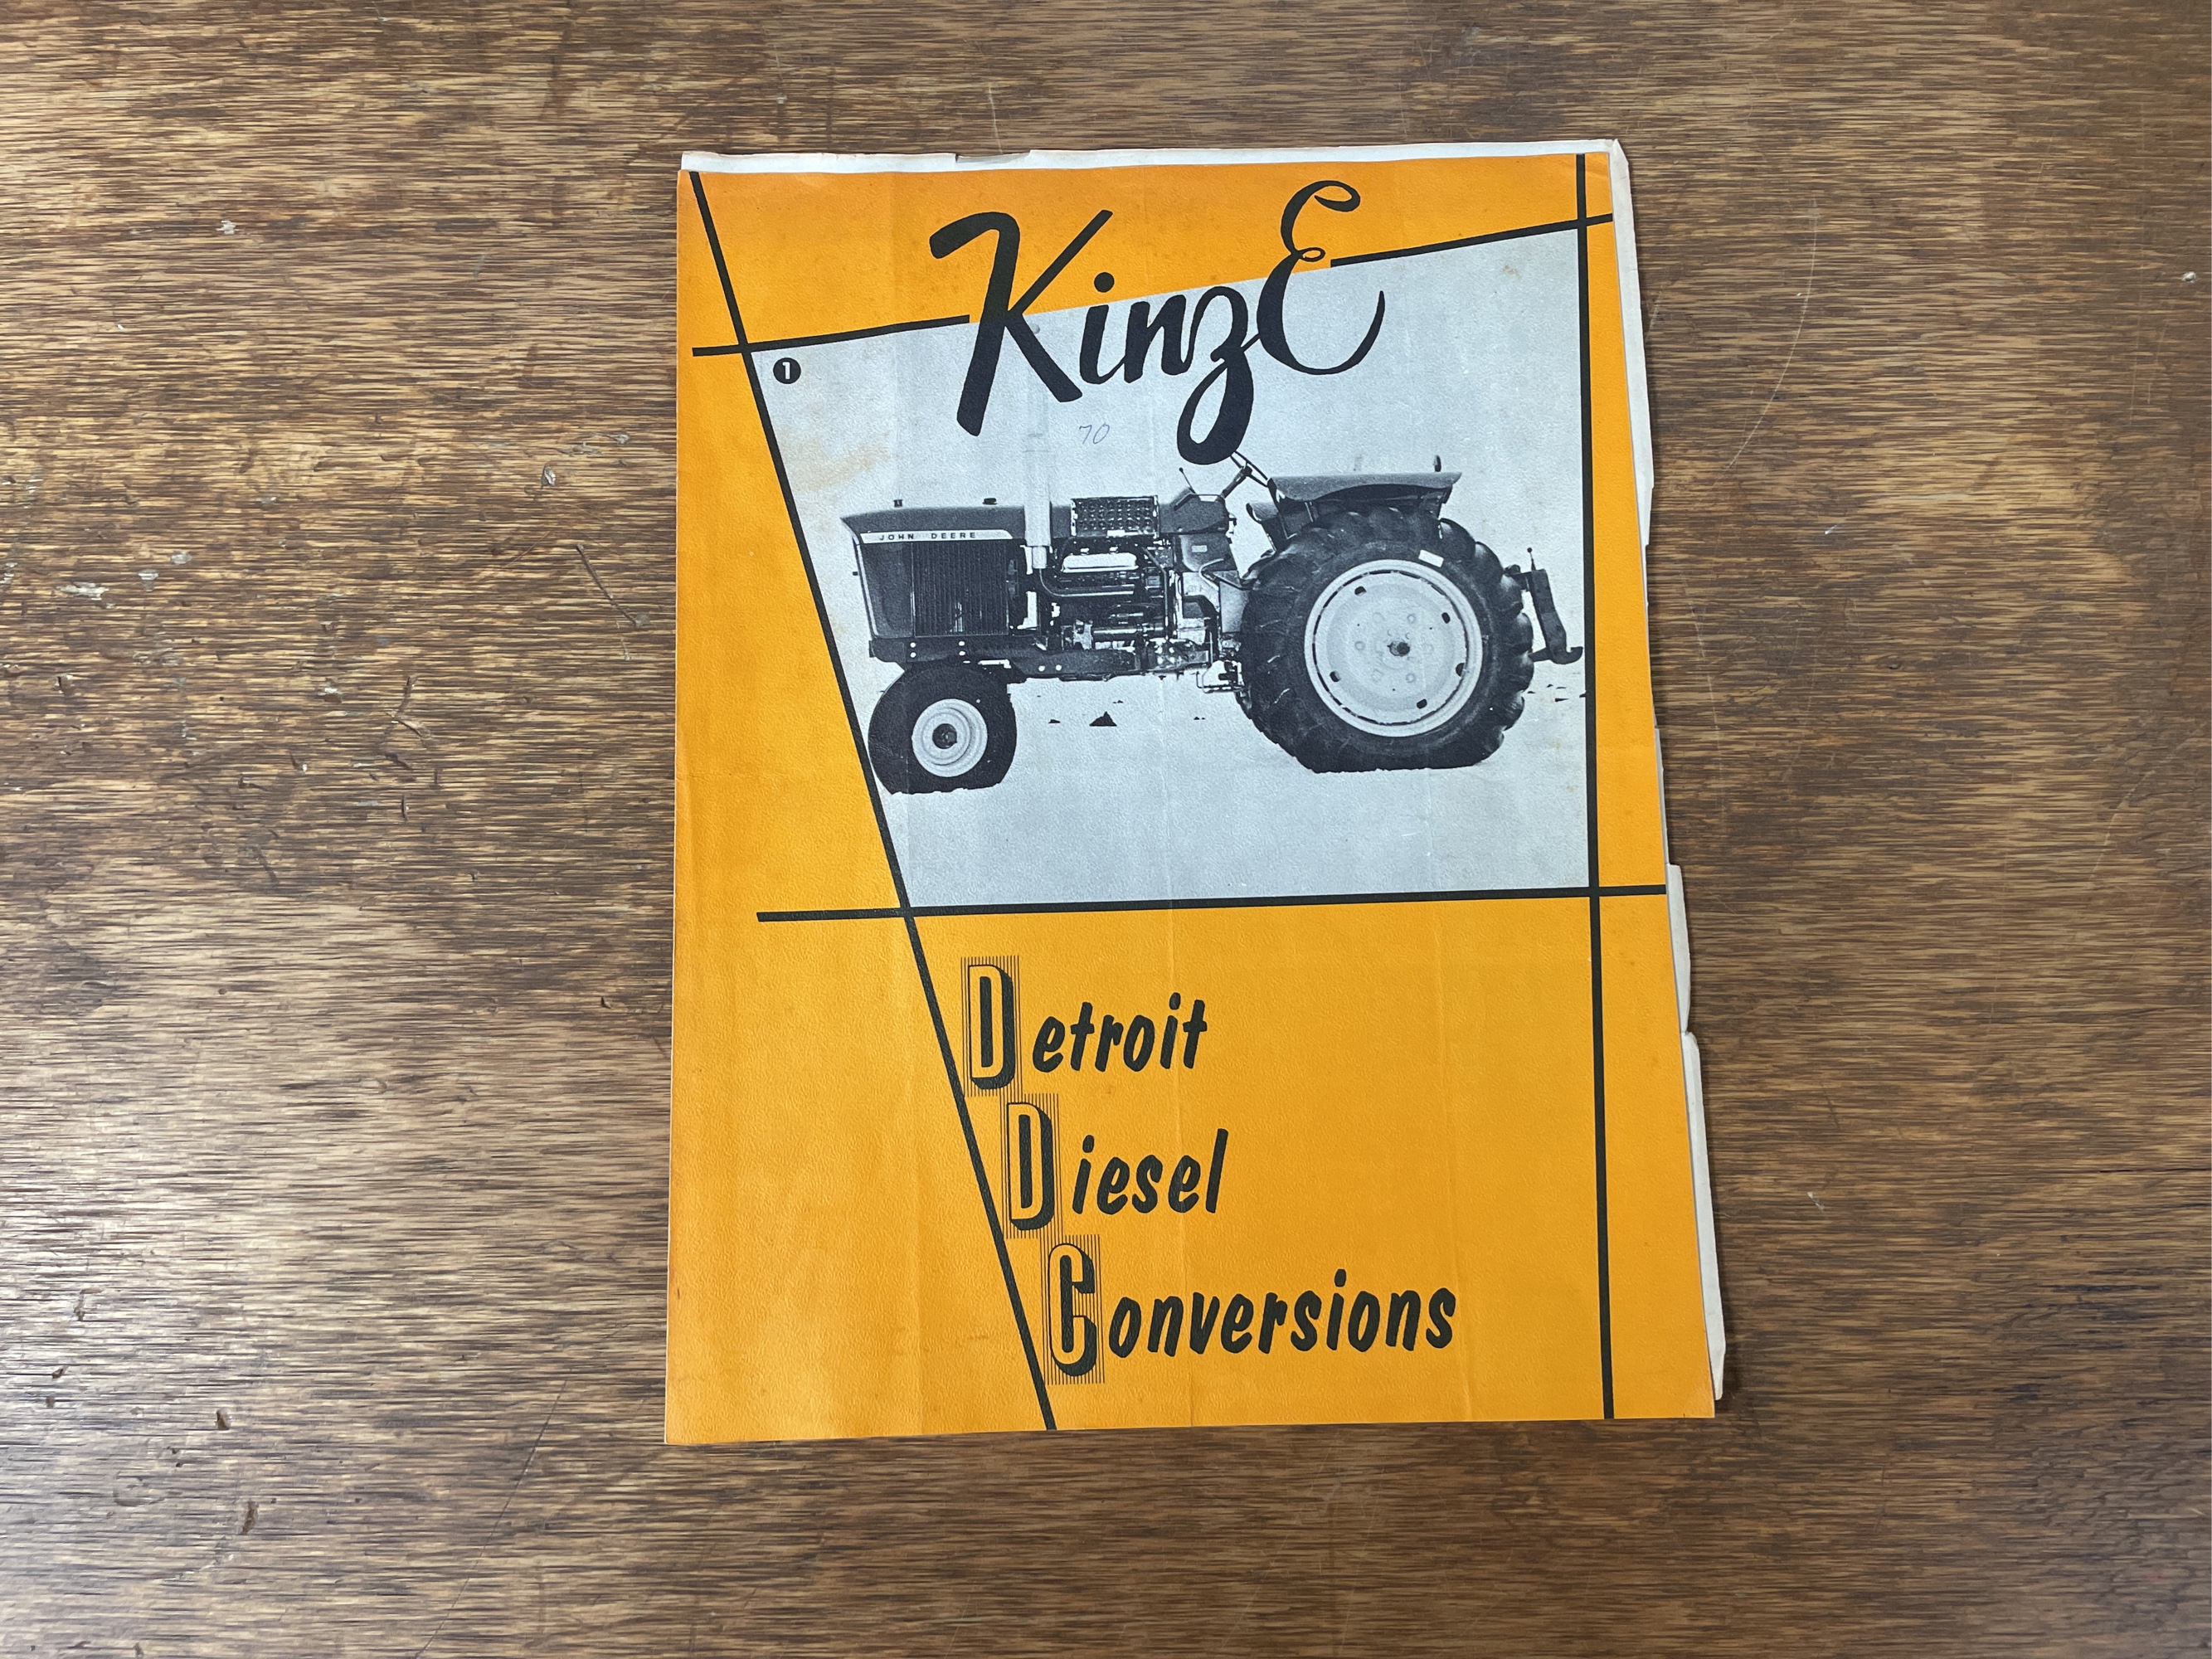 KinzE
1
70
JOHN DEERE
Detroit
Diesel
Conversions